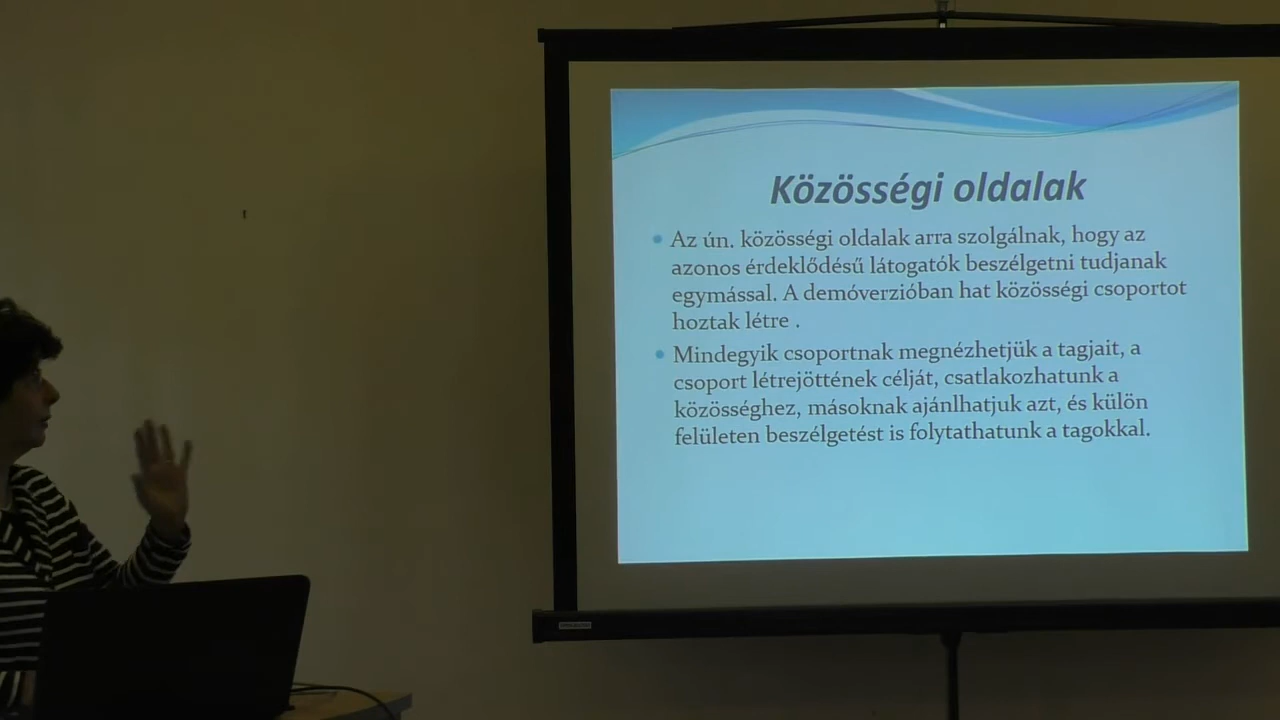 Közösségi oldalak
Az ún. közösségi oldalak arra szolgálnak, hogy az
azonos érdeklődésű látogatók beszélgetni tudjanak
egymással. A demóverzióban hat közösségi csoportot
hoztak létre .
Mindegyik csoportnak megnézhetjük a tagjait, a
csoport létrejöttének célját, csatlakozhatunk a
közösséghez, másoknak ajánlhatjuk azt, és külön
felületen beszélgetést is folytathatunk a tagokkal.